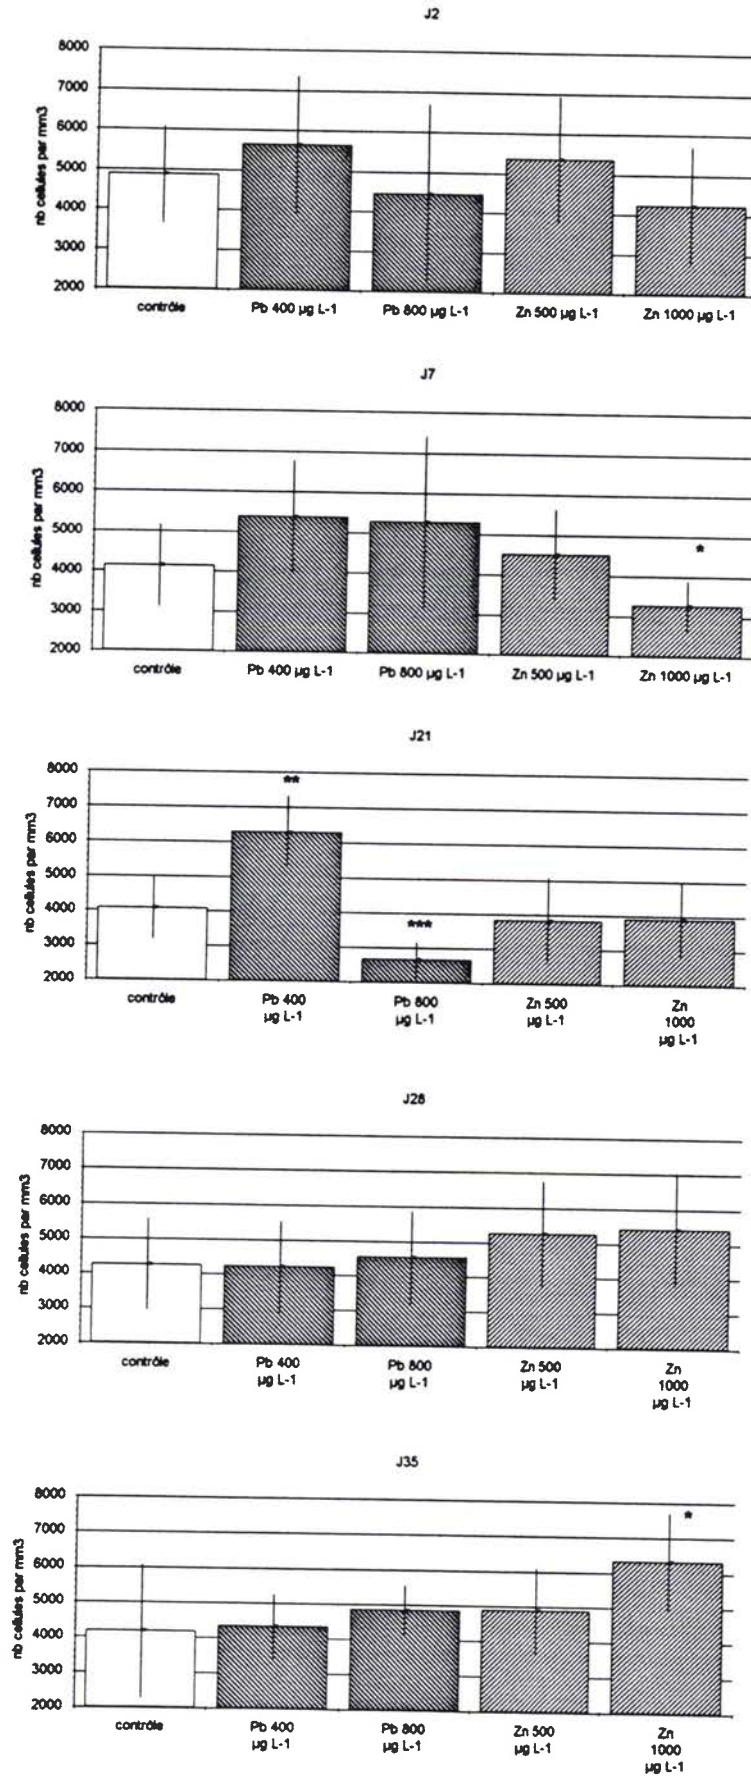 J2
8000
7000
6000
5000
4000
3000
2000
nb cellules par mm3
contrôle Pb 400 µg L-1 Pb 800 µg L-1 Zn 500 µg L-1 Zn 1000 µg L-1
J7
8000
7000
6000
5000
4000
3000
2000
nb cellules par mm3
*
contrôle Pb 400 µg L-1 Pb 800 µg L-1 Zn 500 µg L-1 Zn 1000 µg L-1
J21
8000
7000
6000
5000
4000
3000
2000
nb cellules par mm3
**
***
contrôle Pb 400 Pb 800 Zn 500 Zn
µg L-1 µg L-1 µg L-1 1000
µg L-1
J28
8000
7000
6000
5000
4000
3000
2000
nb cellules par mm3
contrôle Pb 400 Pb 800 Zn 500 Zn
µg L-1 µg L-1 µg L-1 1000
µg L-1
J35
8000
7000
6000
5000
4000
3000
2000
nb cellules par mm3
*
contrôle Pb 400 Pb 800 Zn 500 Zn
µg L-1 µg L-1 µg L-1 1000
µg L-1